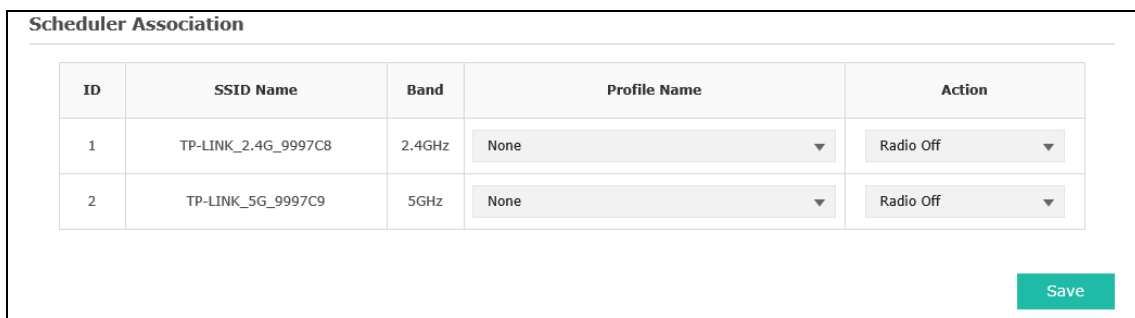 Scheduler Association
ID SSID Name Band Profile Name Action
1 TP-LINK_2.4G_9997C8 2.4GHz None Radio Off
2 TP-LINK_5G_9997C9 5GHz None Radio Off
Save